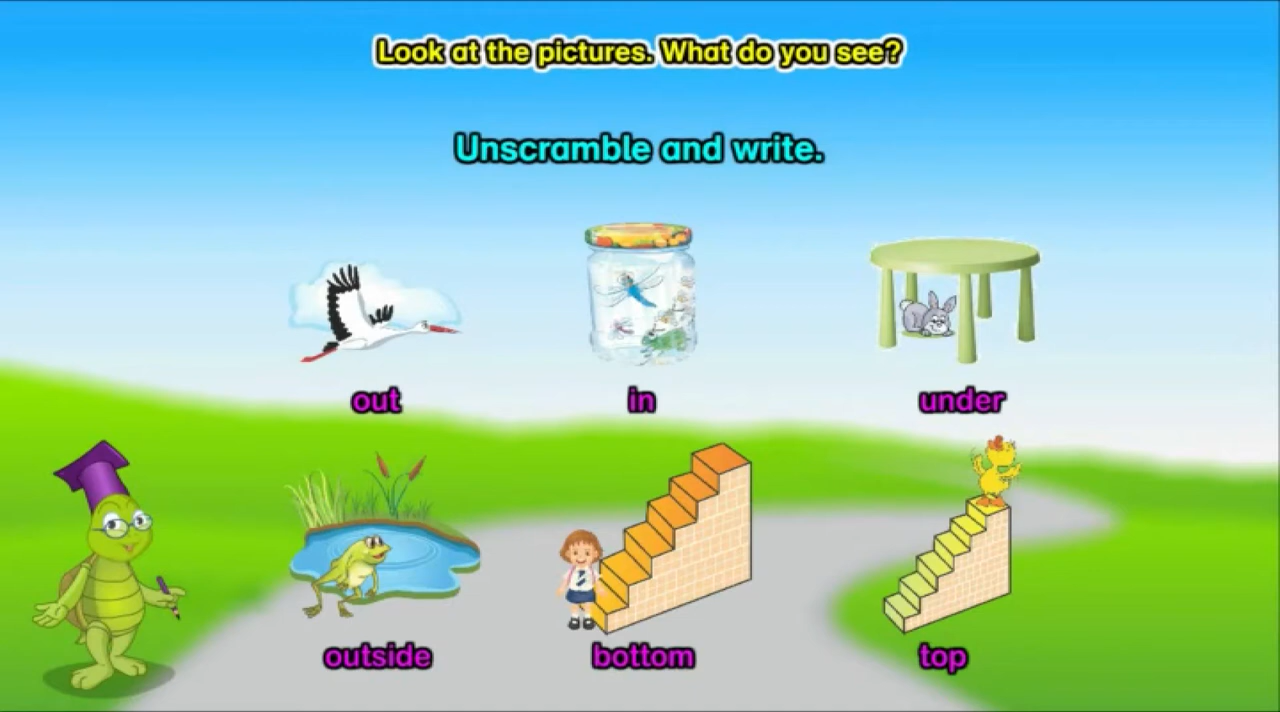 Look at the pictures. What do you see?
Unscramble and write.
out in under
outside bottom top